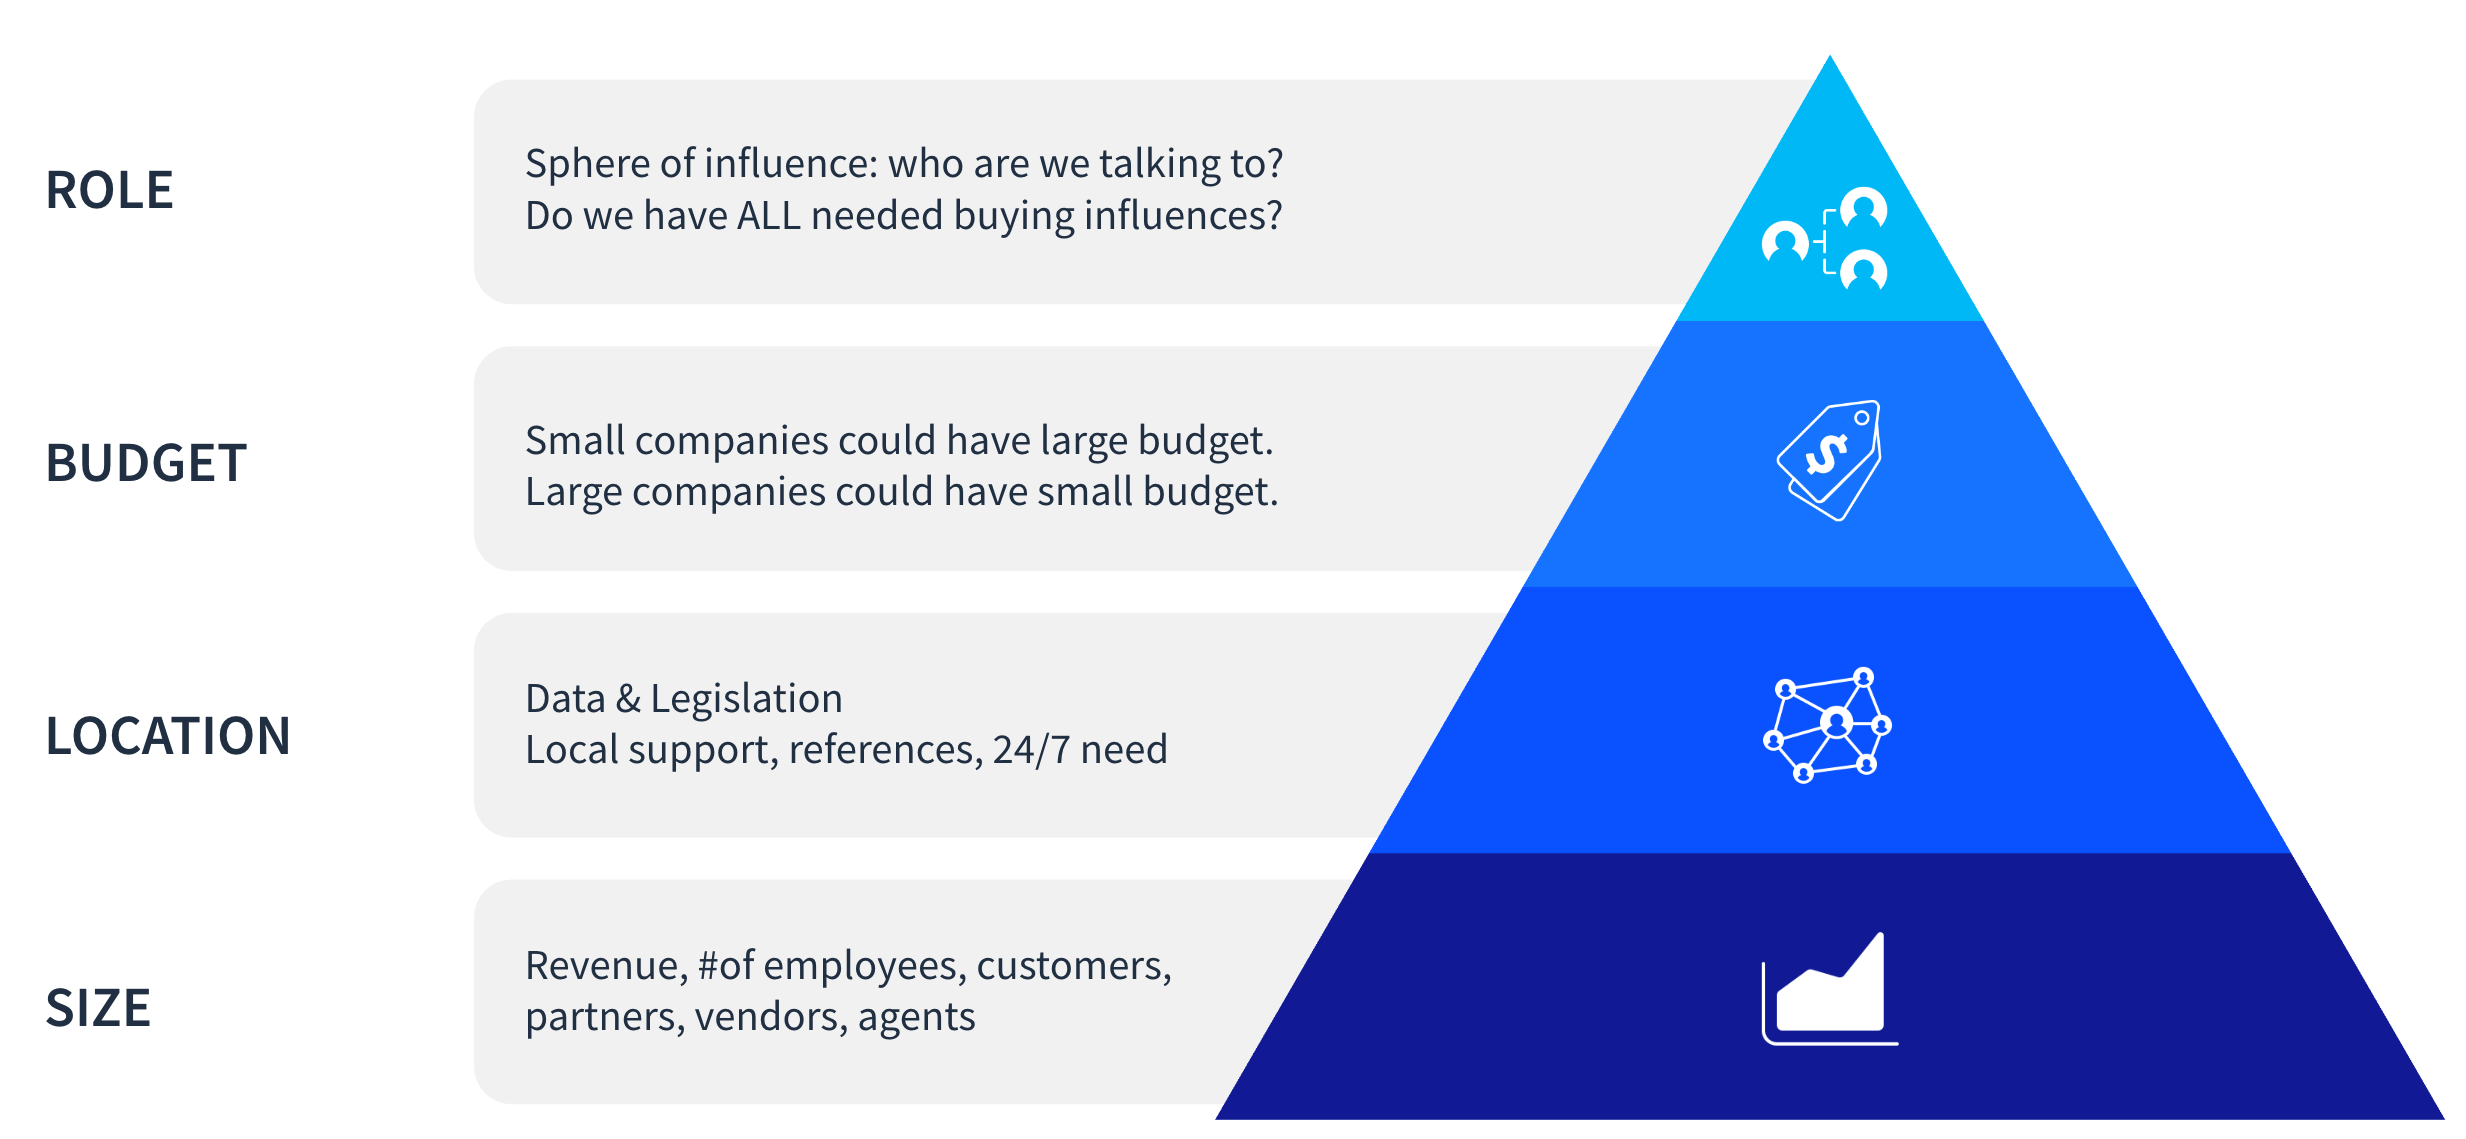 ROLE
Sphere of influence: who are we talking to?
Do we have ALL needed buying influences?
BUDGET
Small companies could have large budget.
Large companies could have small budget.
$
LOCATION
Data & Legislation
Local support, references, 24/7 need
SIZE
Revenue, #of employees, customers,
partners, vendors, agents